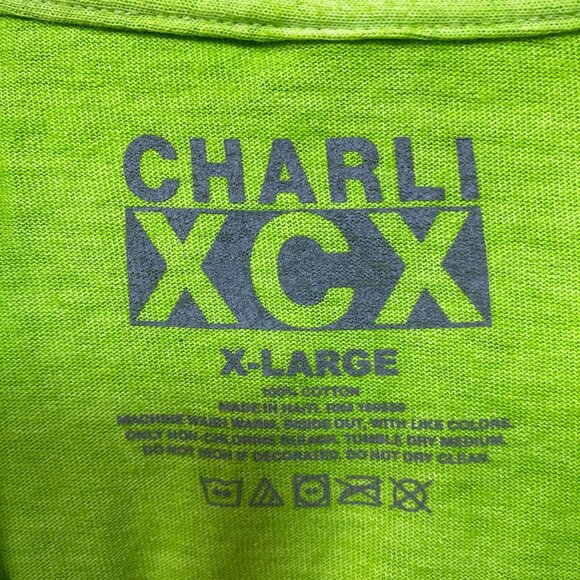 CHARLI
XCX
X-LARGE
100% COTTON
MADE IN HAITI. RN#
MACHINE WASH WARM, INSIDE OUT, WITH LIKE COLORS.
ONLY NON-CHLORINE BLEACH. TUMBLE DRY MEDIUM.
DO NOT IRON IF DECORATED. DO NOT DRY CLEAN.